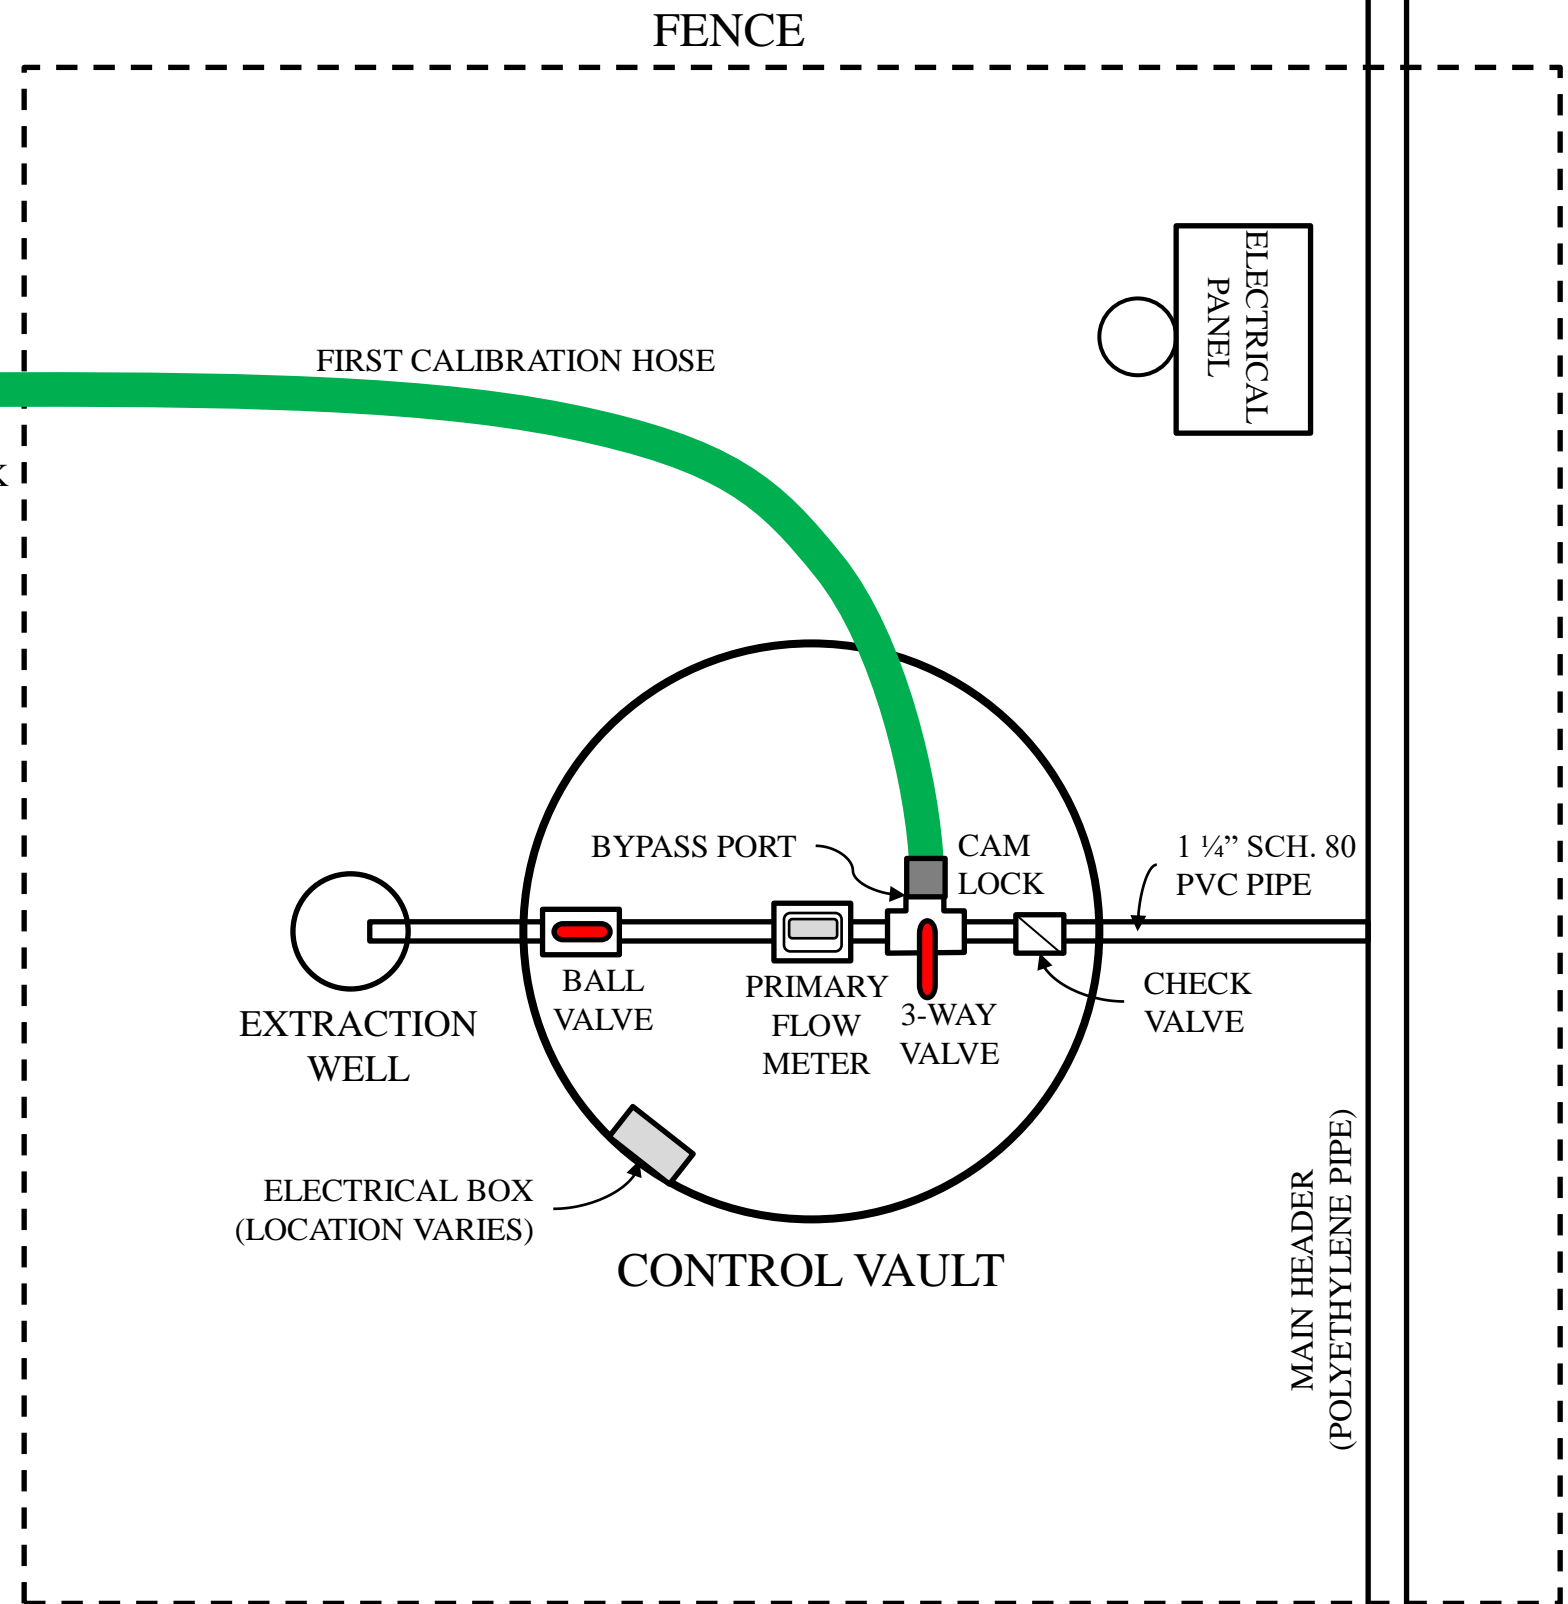 FENCE
ELECTRICAL
PANEL
FIRST CALIBRATION HOSE
K
BYPASS PORT
CAM
LOCK
1 ¼” SCH. 80
PVC PIPE
BALL
VALVE
PRIMARY
FLOW
METER
3-WAY
VALVE
CHECK
VALVE
EXTRACTION
WELL
ELECTRICAL BOX
(LOCATION VARIES)
CONTROL VAULT
MAIN HEADER
(POLYETHYLENE PIPE)